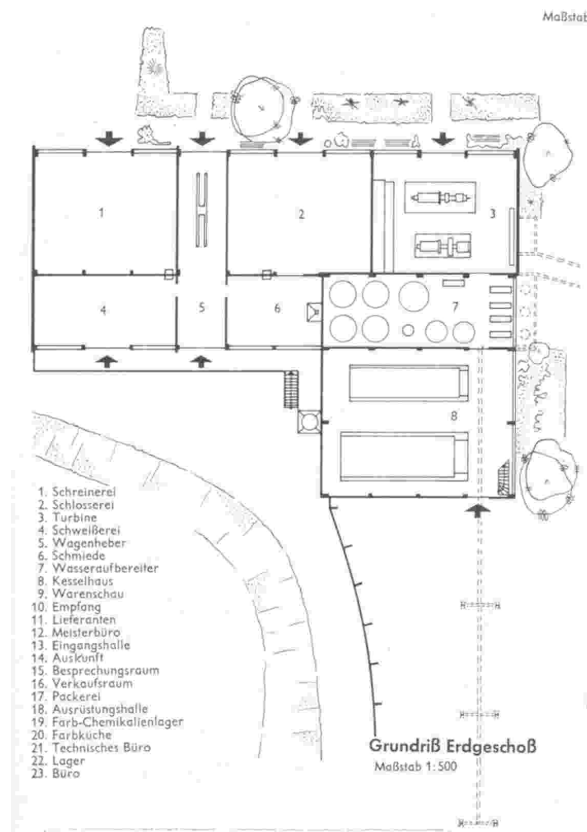 Maßstab
1
2
3
4
5
6
7
8
1. Schreinerei
2. Schlosserei
3. Turbine
4. Schweißerei
5. Wagenheber
6. Schmiede
7. Wasseraufbereiter
8. Kesselhaus
9. Warenschau
10. Empfang
11. Lieferanten
12. Meisterbüro
13. Eingangshalle
14. Auskunft
15. Besprechungsraum
16. Verkaufsraum
17. Packerei
18. Ausrüstungshalle
19. Farb-Chemikalienlager
20. Farbküche
21. Technisches Büro
22. Lager
23. Büro
Grundriß Erdgeschoß
Maßstab 1:500